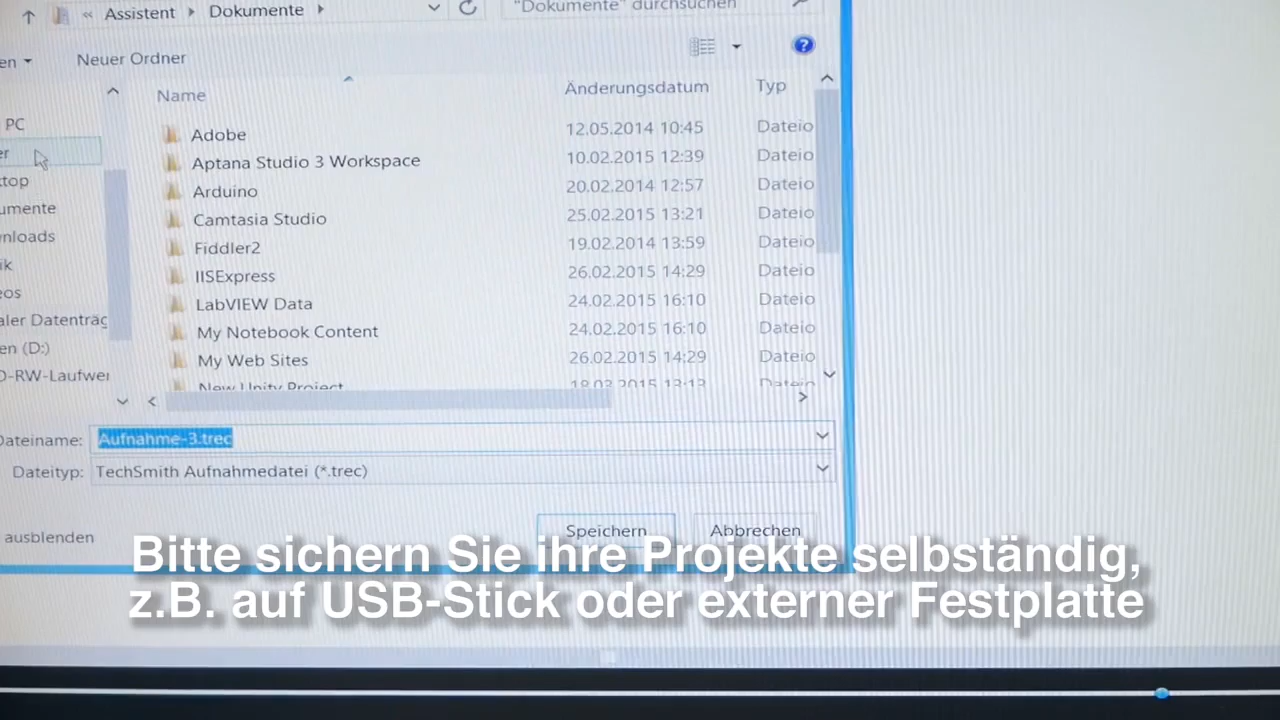 « Assistent Dokumente
"Dokumente" durchsuchen
Neuer Ordner
Name Änderungsdatum Typ
PC
Adobe 12.05.2014 10:45 Dateio
Aptana Studio 3 Workspace 10.02.2015 12:39 Dateio
Arduino 20.02.2014 12:57 Dateio
Camtasia Studio 25.02.2015 13:21 Dateio
Fiddler2 19.02.2014 13:59 Dateio
IISExpress 26.02.2015 14:29 Dateio
LabVIEW Data 24.02.2015 16:10 Dateio
My Notebook Content 24.02.2015 16:10 Dateio
My Web Sites 26.02.2015 14:29 Dateio
New Unity Project
er
ktop
umente
nloads
ik
eos
aler Datenträg
en (D:)
D-RW-Laufwer
Dateiname: Aufnahme-3.trec
Dateityp: TechSmith Aufnahmedatei (*.trec)
ausblenden
Speichern Abbrechen
Bitte sichern Sie ihre Projekte selbständig,
z.B. auf USB-Stick oder externer Festplatte